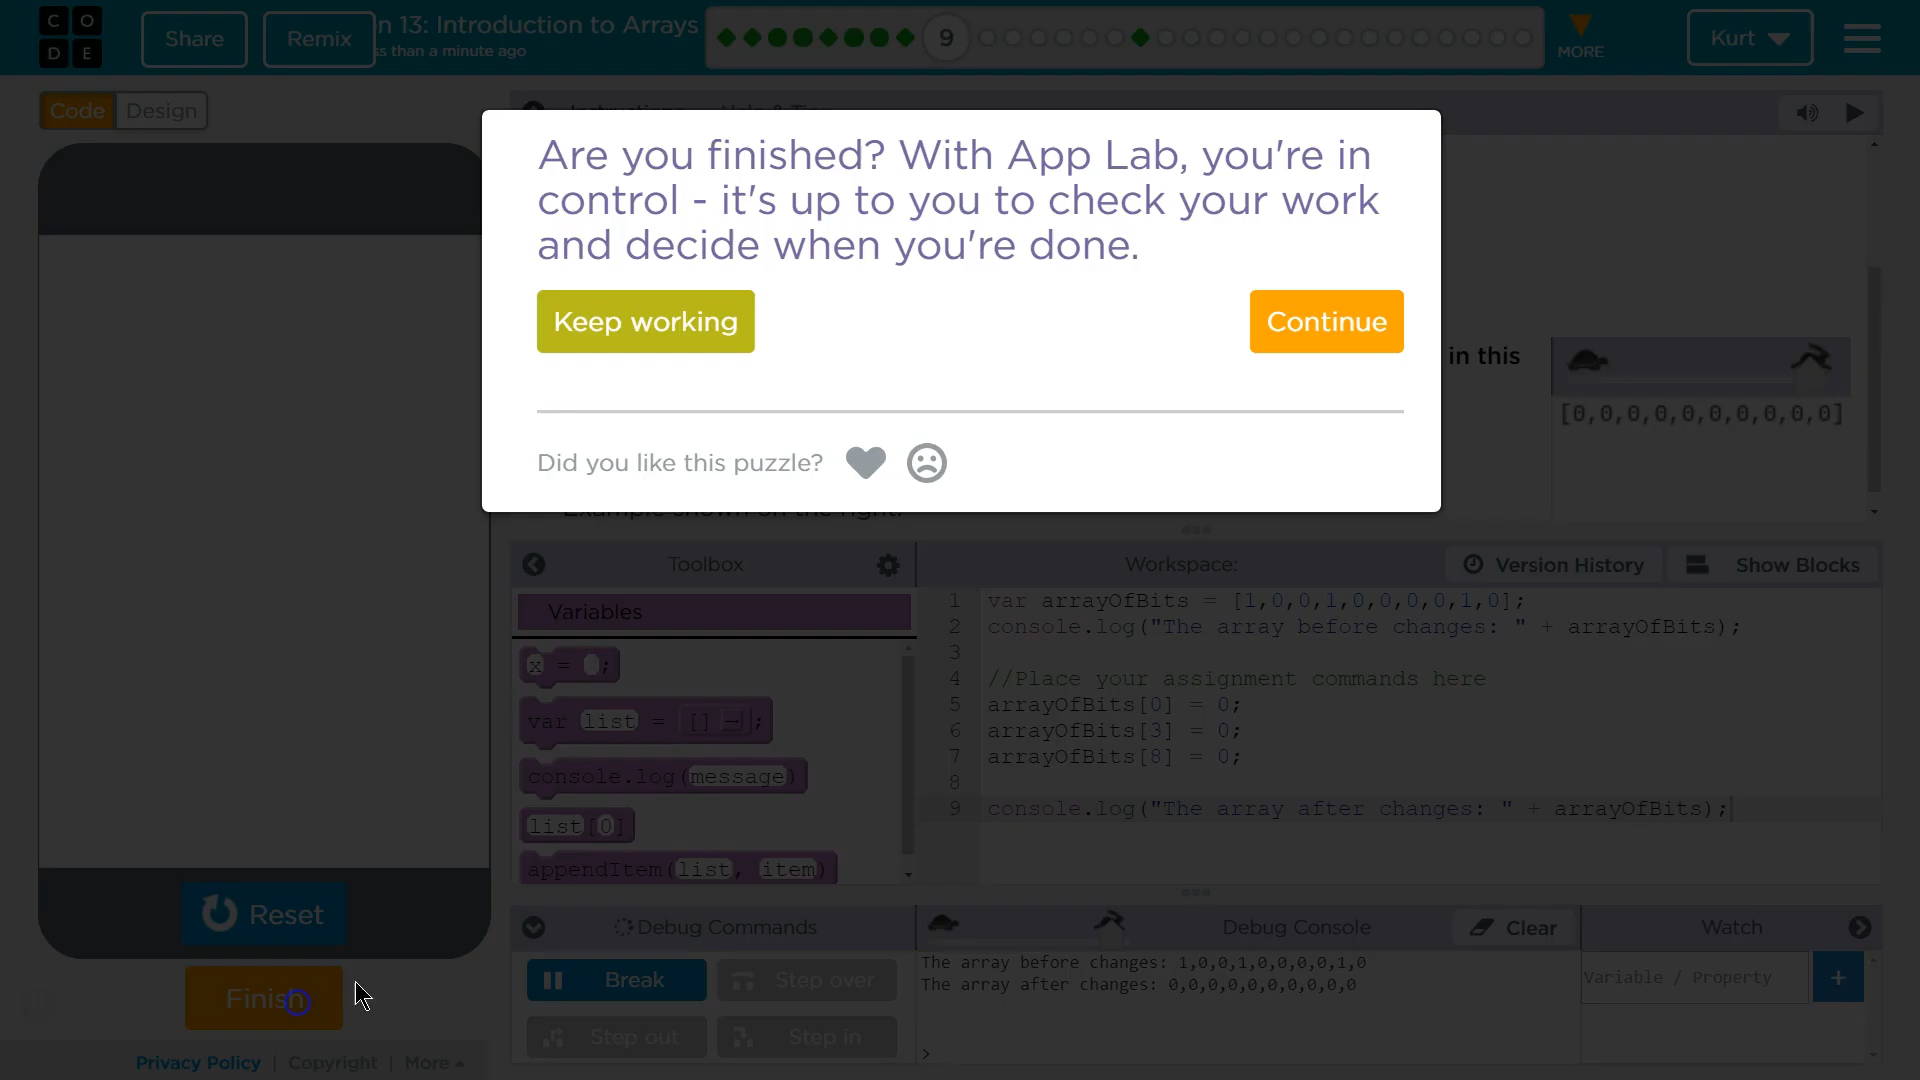 C O
D E
Share
Remix
n 13: Introduction to Arrays
ss than a minute ago
9
MORE
Kurt
Code
Design
Are you finished? With App Lab, you're in
control - it's up to you to check your work
and decide when you're done.
Keep working
Continue
Did you like this puzzle?
in this
[0,0,0,0,0,0,0,0,0,0]
Example shown on the right.
Toolbox
Workspace:
Version History
Show Blocks
Variables
x = 0;
var list = [];
console.log(message)
list[0]
appendItem(list, item)
1 var arrayOfBits = [1,0,0,1,0,0,0,0,1,0];
2 console.log("The array before changes: " + arrayOfBits);
3
4 //Place your assignment commands here
5 arrayOfBits[0] = 0;
6 arrayOfBits[3] = 0;
7 arrayOfBits[8] = 0;
8
9 console.log("The array after changes: " + arrayOfBits);
Reset
Finish
Debug Commands
Break
Step over
Step out
Step in
Debug Console
Clear
The array before changes: 1,0,0,1,0,0,0,0,1,0
The array after changes: 0,0,0,0,0,0,0,0,0,0
>
Watch
Variable / Property
+
Privacy Policy | Copyright | More